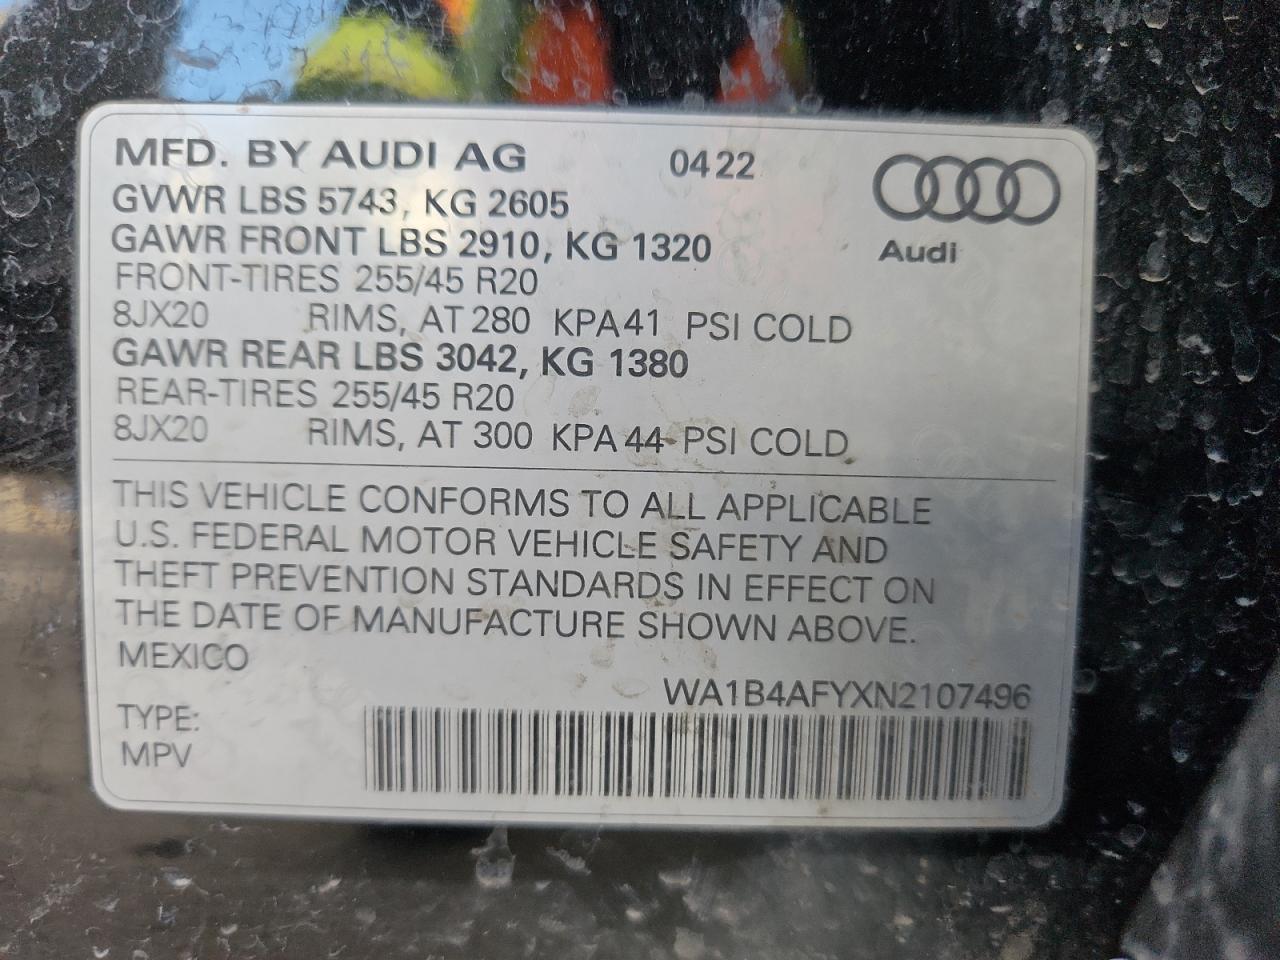 MFD. BY AUDI AG 0422
GVWR LBS 5743, KG 2605
GAWR FRONT LBS 2910, KG 1320
FRONT-TIRES 255/45 R20
8JX20 RIMS, AT 280 KPA 41 PSI COLD
GAWR REAR LBS 3042, KG 1380
REAR-TIRES 255/45 R20
8JX20 RIMS, AT 300 KPA 44 PSI COLD
Audi
THIS VEHICLE CONFORMS TO ALL APPLICABLE
U.S. FEDERAL MOTOR VEHICLE SAFETY AND
THEFT PREVENTION STANDARDS IN EFFECT ON
THE DATE OF MANUFACTURE SHOWN ABOVE.
MEXICO
WA1B4AFYXN2107496
TYPE:
MPV